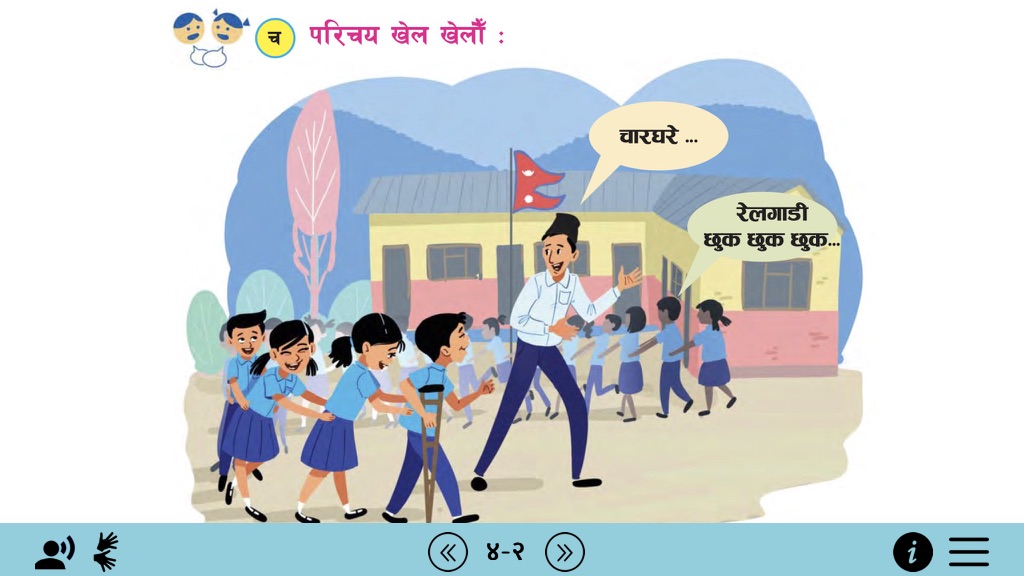 च परिचय खेल खेलौँ :
चारघरे ...
रेलगाडी
छुक छुक छुक...
४-२
i